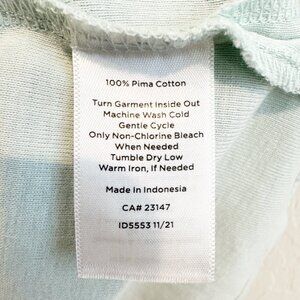 100% Pima Cotton
Turn Garment Inside Out
Machine Wash Cold
Gentle Cycle
Only Non-Chlorine Bleach
When Needed
Tumble Dry Low
Warm Iron, If Needed
Made In Indonesia
CA# 23147
ID5553 11/21